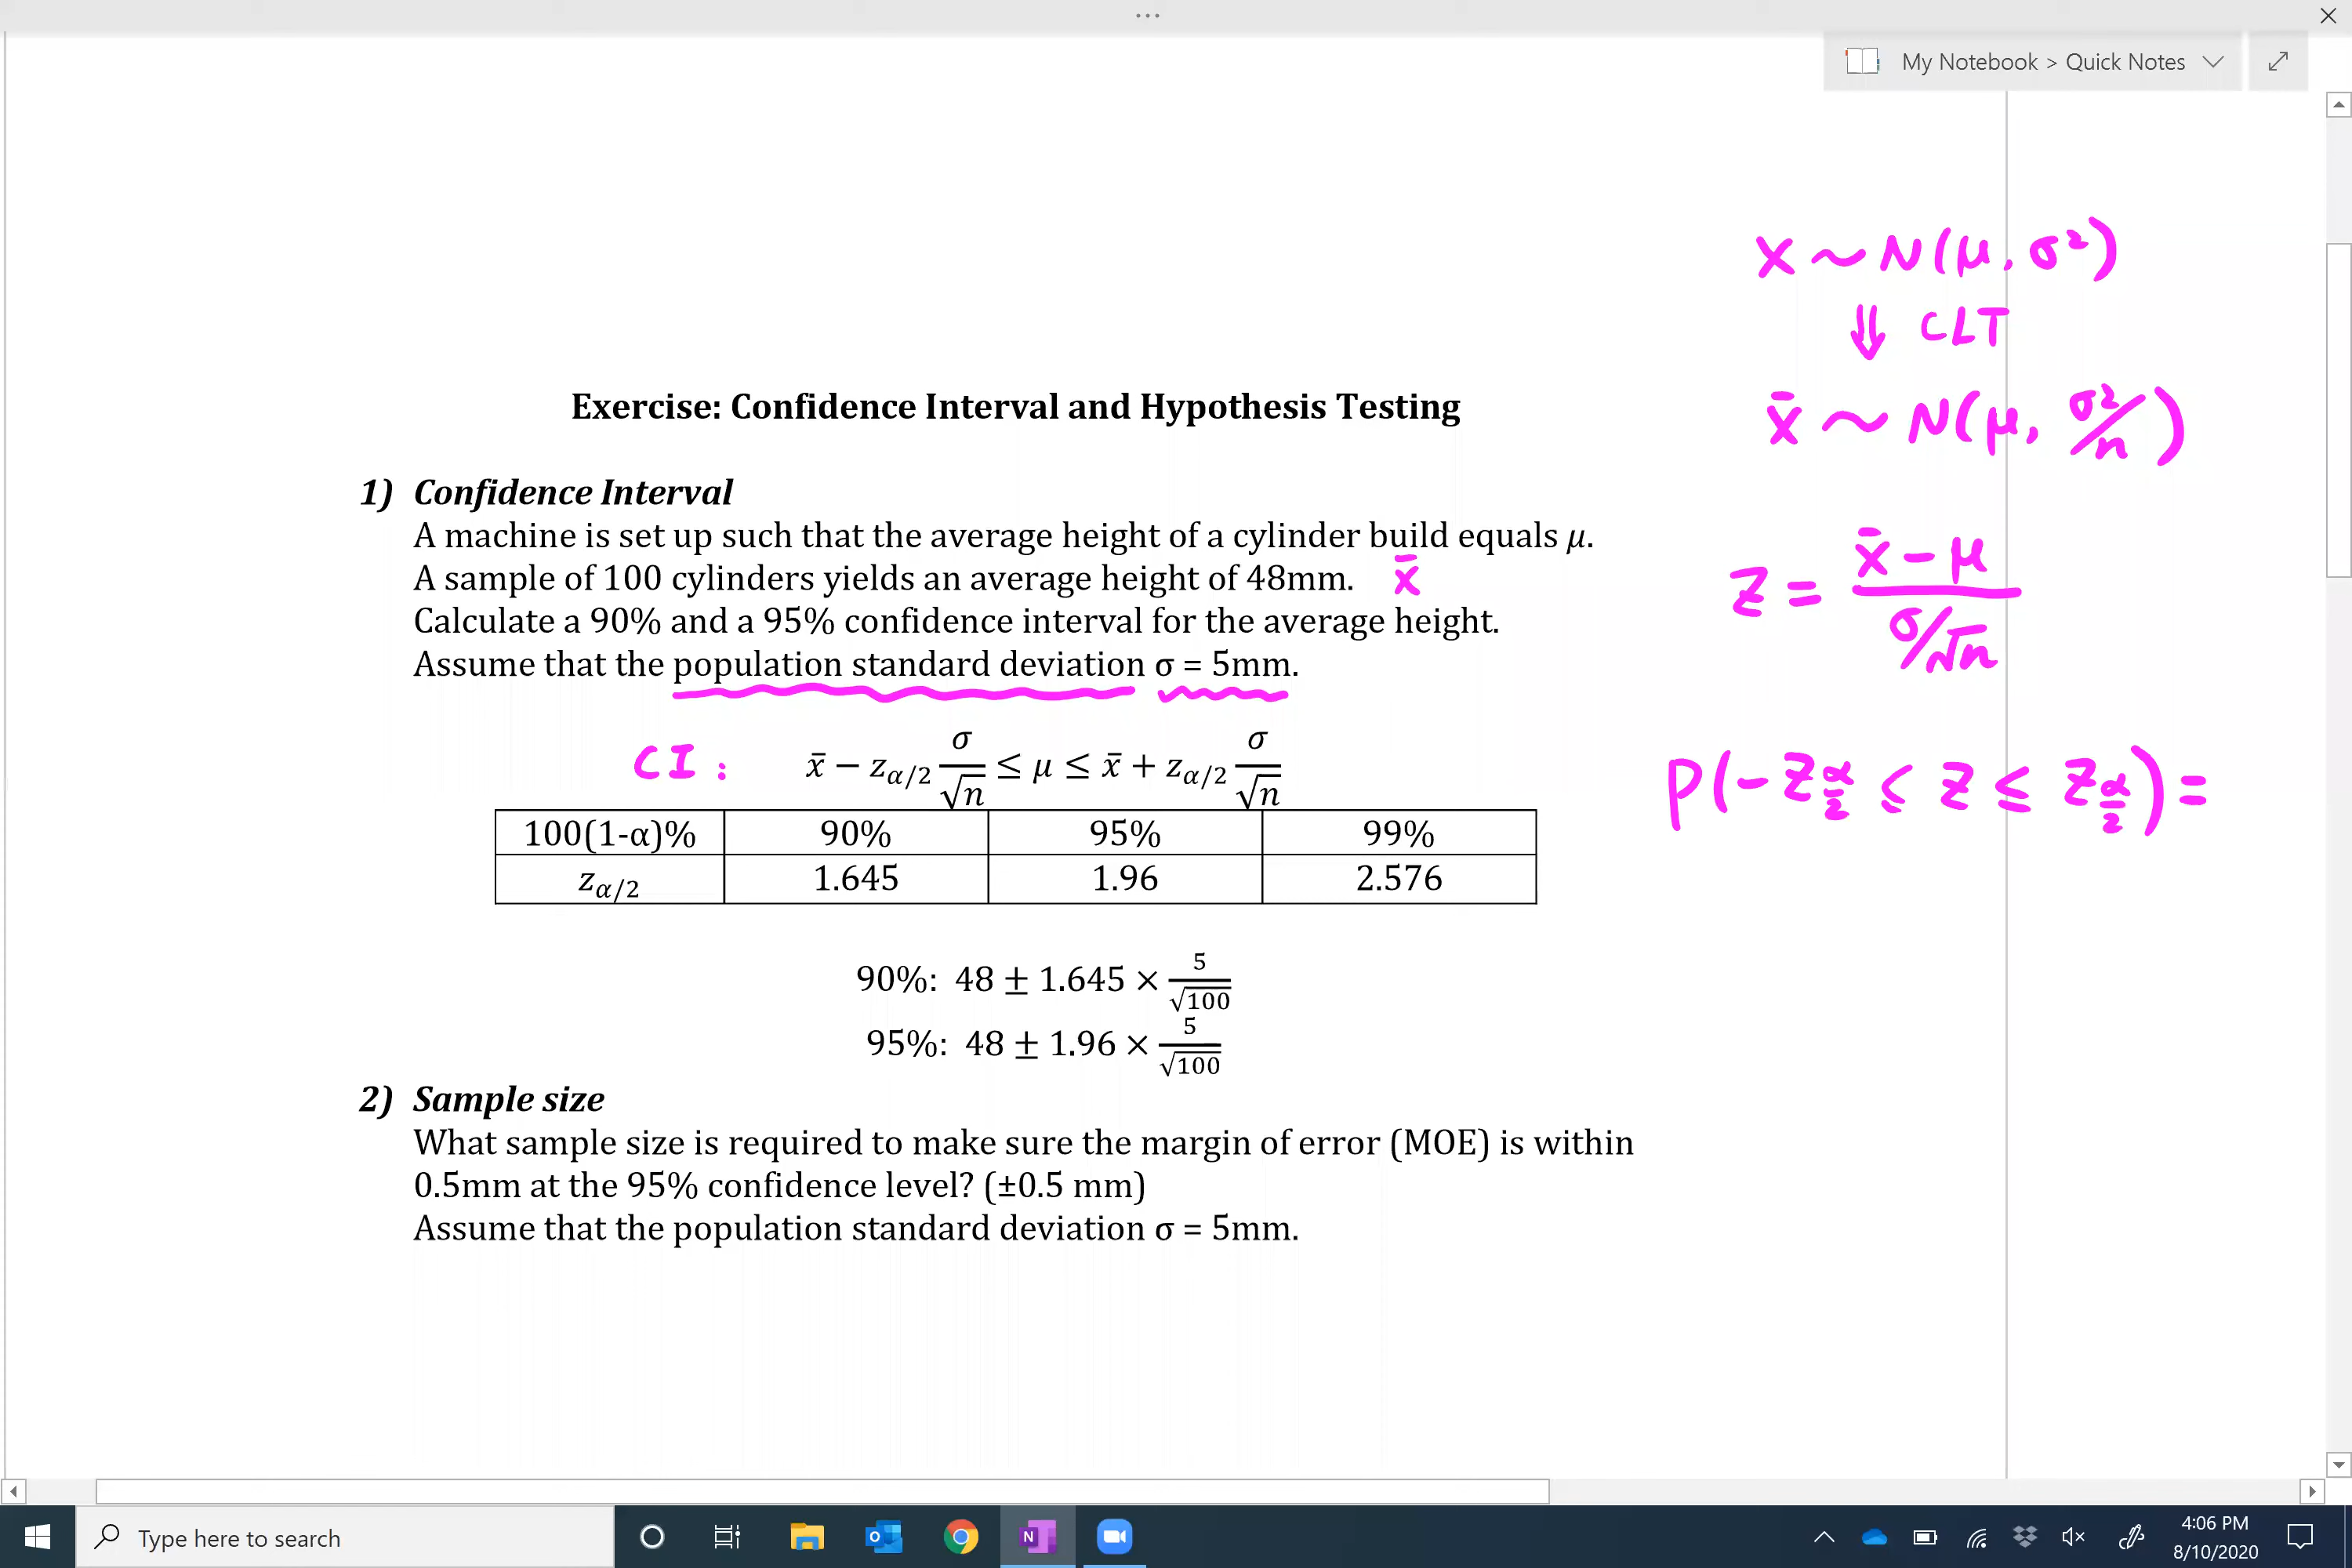 My Notebook > Quick Notes
x ~ N(μ, σ²)
⇓ CLT
x̄ ~ N(μ, σ²/n)
Exercise: Confidence Interval and Hypothesis Testing
1) Confidence Interval
A machine is set up such that the average height of a cylinder build equals μ.
A sample of 100 cylinders yields an average height of 48mm. x̄
Calculate a 90% and a 95% confidence interval for the average height.
Assume that the population standard deviation σ = 5mm.
z = (x̄ − μ) / (σ/√n)
CI: x̄ − z_{α/2} σ/√n ≤ μ ≤ x̄ + z_{α/2} σ/√n
P(−z_{α/2} ≤ z ≤ z_{α/2}) =
100(1-α)% 90% 95% 99%
z_{α/2} 1.645 1.96 2.576
90%: 48 ± 1.645 × 5/√100
95%: 48 ± 1.96 × 5/√100
2) Sample size
What sample size is required to make sure the margin of error (MOE) is within
0.5mm at the 95% confidence level? (±0.5 mm)
Assume that the population standard deviation σ = 5mm.
Type here to search
4:06 PM
8/10/2020